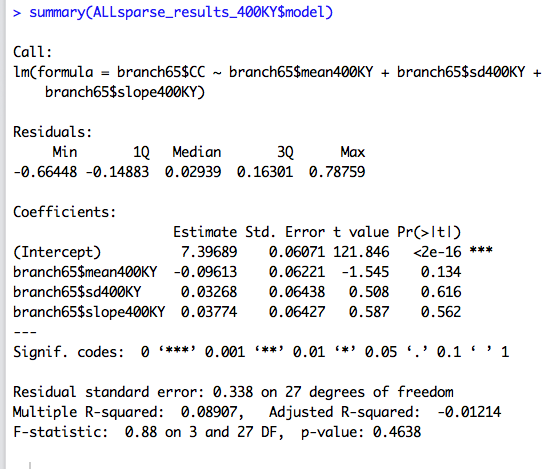 > summary(ALLsparse_results_400KY$model)
Call:
lm(formula = branch65$CC ~ branch65$mean400KY + branch65$sd400KY +
    branch65$slope400KY)
Residuals:
     Min       1Q   Median       3Q      Max
-0.66448 -0.14883  0.02939  0.16301  0.78759
Coefficients:
                    Estimate Std. Error t value Pr(>|t|)
(Intercept)          7.39689    0.06071 121.846   <2e-16 ***
branch65$mean400KY  -0.09613    0.06221  -1.545    0.134
branch65$sd400KY     0.03268    0.06438   0.508    0.616
branch65$slope400KY  0.03774    0.06427   0.587    0.562
---
Signif. codes:  0 ‘***’ 0.001 ‘**’ 0.01 ‘*’ 0.05 ‘.’ 0.1 ‘ ’ 1
Residual standard error: 0.338 on 27 degrees of freedom
Multiple R-squared:  0.08907,	Adjusted R-squared:  -0.01214
F-statistic:  0.88 on 3 and 27 DF,  p-value: 0.4638